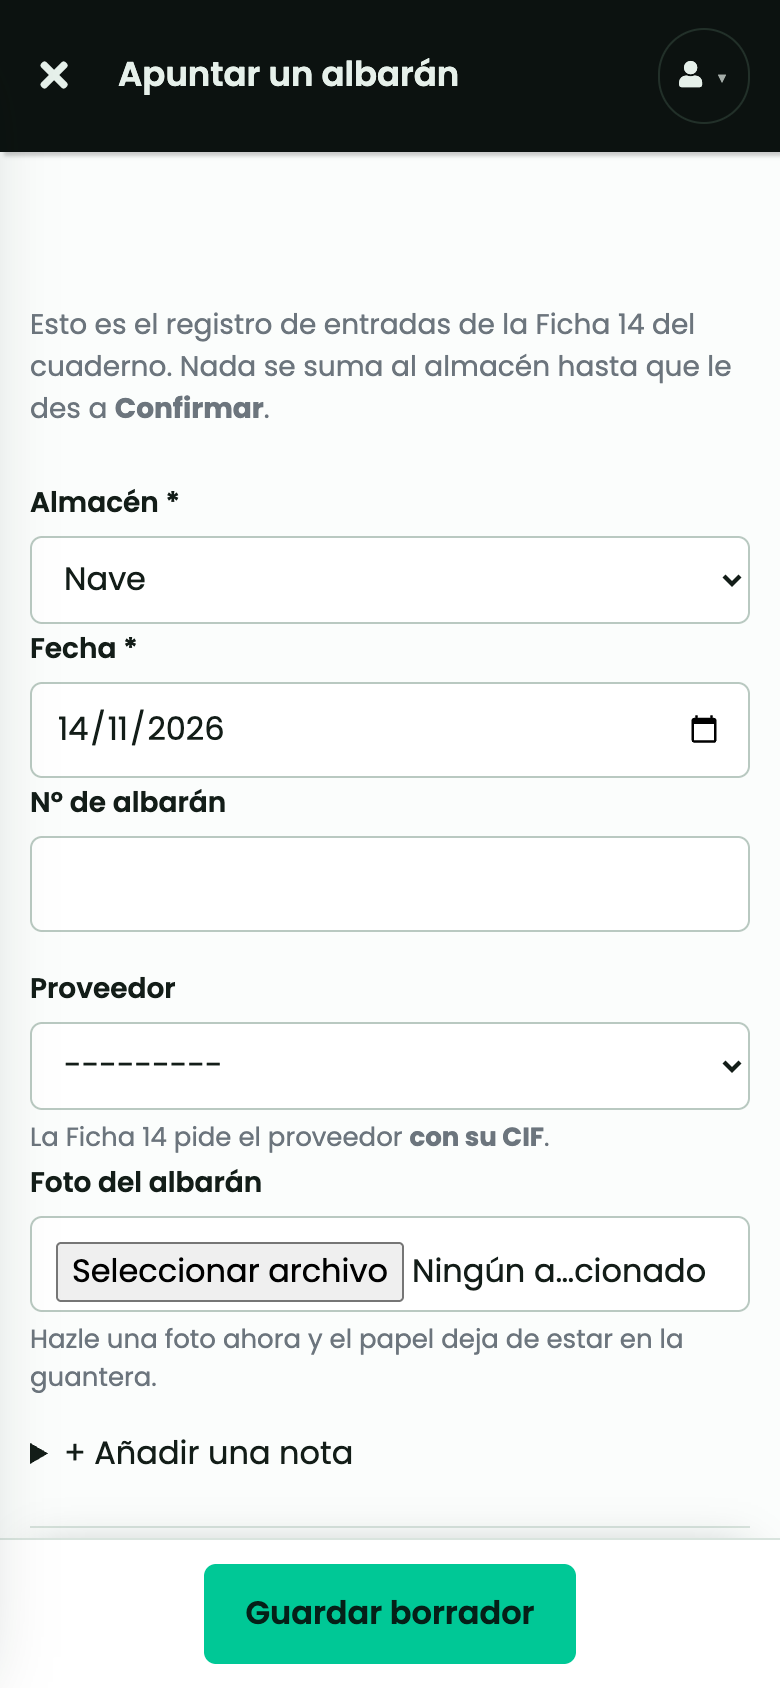 Apuntar un albarán
Esto es el registro de entradas de la Ficha 14 del
cuaderno. Nada se suma al almacén hasta que le
des a Confirmar.
Almacén *
Nave
Fecha *
14/11/2026
Nº de albarán
Proveedor
---------
La Ficha 14 pide el proveedor con su CIF.
Foto del albarán
Seleccionar archivo Ningún a...cionado
Hazle una foto ahora y el papel deja de estar en la
guantera.
+ Añadir una nota
Guardar borrador